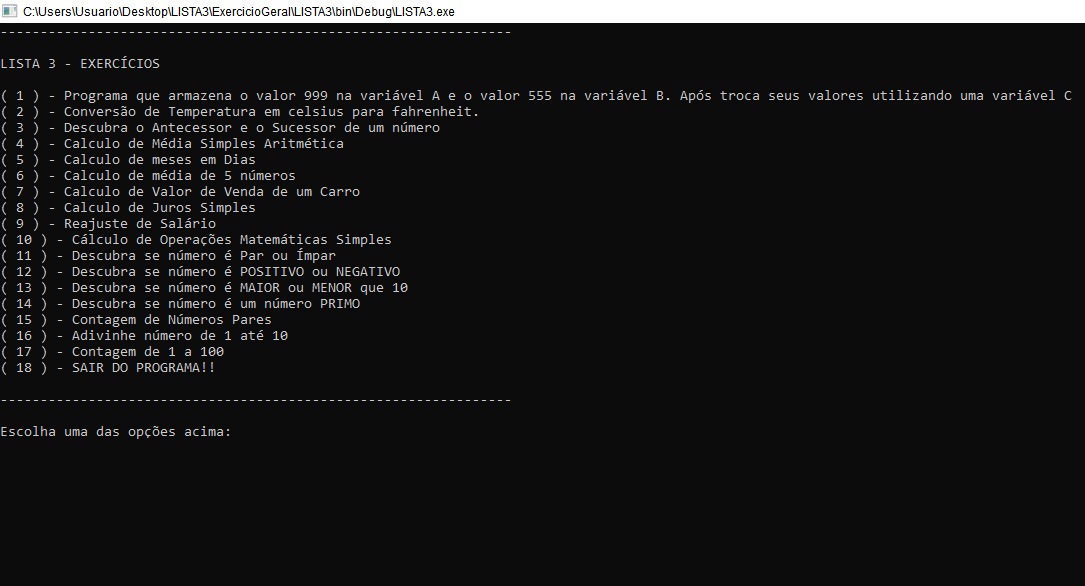 C:\Users\Usuario\Desktop\LISTA3\ExercicioGeral\LISTA3\bin\Debug\LISTA3.exe
----------------------------------------------------------------
LISTA 3 - EXERCÍCIOS
( 1 ) - Programa que armazena o valor 999 na variável A e o valor 555 na variável B. Após troca seus valores utilizando uma variável C
( 2 ) - Conversão de Temperatura em celsius para fahrenheit.
( 3 ) - Descubra o Antecessor e o Sucessor de um número
( 4 ) - Calculo de Média Simples Aritmética
( 5 ) - Calculo de meses em Dias
( 6 ) - Calculo de média de 5 números
( 7 ) - Calculo de Valor de Venda de um Carro
( 8 ) - Calculo de Juros Simples
( 9 ) - Reajuste de Salário
( 10 ) - Cálculo de Operações Matemáticas Simples
( 11 ) - Descubra se número é Par ou Ímpar
( 12 ) - Descubra se número é POSITIVO ou NEGATIVO
( 13 ) - Descubra se número é MAIOR ou MENOR que 10
( 14 ) - Descubra se número é um número PRIMO
( 15 ) - Contagem de Números Pares
( 16 ) - Adivinhe número de 1 até 10
( 17 ) - Contagem de 1 a 100
( 18 ) - SAIR DO PROGRAMA!!
----------------------------------------------------------------
Escolha uma das opções acima: